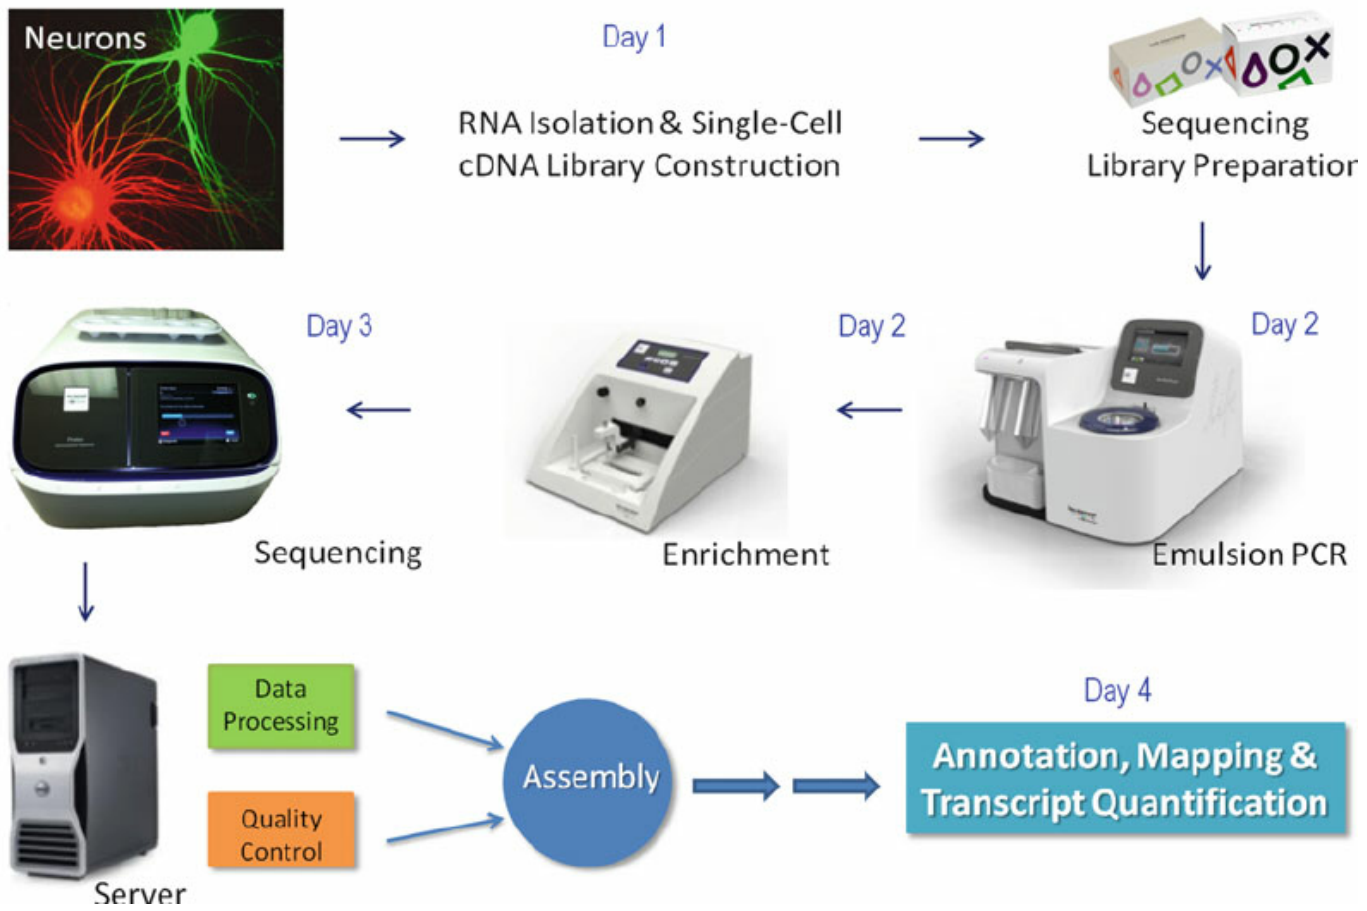 Neurons
Day 1
RNA Isolation & Single-Cell
cDNA Library Construction
Sequencing
Library Preparation
Day 3
Day 2
Day 2
Sequencing
Enrichment
Emulsion PCR
Data
Processing
Quality
Control
Server
Assembly
Day 4
Annotation, Mapping &
Transcript Quantification